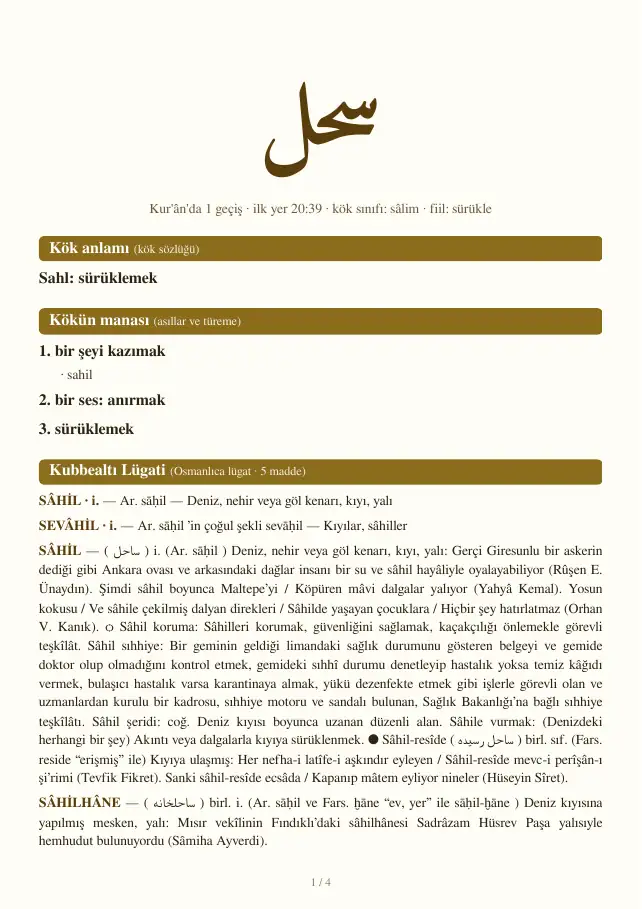 سحل
Kur'ân'da 1 geçiş · ilk yer 20:39 · kök sınıfı: sâlim · fiil: sürükle
Kök anlamı (kök sözlüğü)
Sahl: sürüklemek
Kökün manası (asıllar ve türeme)
1. bir şeyi kazımak
· sahil
2. bir ses: anırmak
3. sürüklemek
Kubbealtı Lügati (Osmanlıca lügat · 5 madde)
SÂHİL · i. — Ar. sāḥil — Deniz, nehir veya göl kenarı, kıyı, yalı
SEVÂHİL · i. — Ar. sāḥil 'in çoğul şekli sevāḥil — Kıyılar, sâhiller
SÂHİL — ( ساحل ) i. (Ar. sāḥil ) Deniz, nehir veya göl kenarı, kıyı, yalı: Gerçi Giresunlu bir askerin
dediği gibi Ankara ovası ve arkasındaki dağlar insanı bir su ve sâhil hayâliyle oyalayabiliyor (Rûşen E.
Ünaydın). Şimdi sâhil boyunca Maltepe'yi / Köpüren mâvi dalgalar yalıyor (Yahyâ Kemal). Yosun
kokusu / Ve sâhile çekilmiş dalyan direkleri / Sâhilde yaşayan çocuklara / Hiçbir şey hatırlatmaz (Orhan
V. Kanık). ○ Sâhil koruma: Sâhilleri korumak, güvenliğini sağlamak, kaçakçılığı önlemekle görevli
teşkîlât. Sâhil sıhhiye: Bir geminin geldiği limandaki sağlık durumunu gösteren belgeyi ve gemide
doktor olup olmadığını kontrol etmek, gemideki sıhhî durumu denetleyip hastalık yoksa temiz kâğıdı
vermek, bulaşıcı hastalık varsa karantinaya almak, yükü dezenfekte etmek gibi işlerle görevli olan ve
uzmanlardan kurulu bir kadrosu, sıhhiye motoru ve sandalı bulunan, Sağlık Bakanlığı'na bağlı sıhhiye
teşkîlâtı. Sâhil şeridi: coğ. Deniz kıyısı boyunca uzanan düzenli alan. Sâhile vurmak: (Denizdeki
herhangi bir şey) Akıntı veya dalgalarla kıyıya sürüklenmek. ● Sâhil-resîde ( ساحل رسیده ) birl. sıf. (Fars.
reside “erişmiş” ile) Kıyıya ulaşmış: Her nefha-i latîfe-i aşkındır eyleyen / Sâhil-resîde mevc-i perîşân-ı
şi'rimi (Tevfik Fikret). Sanki sâhil-resîde ecsâda / Kapanıp mâtem eyliyor nineler (Hüseyin Sîret).
SÂHİLHÂNE — ( ساحلخانه ) birl. i. (Ar. sāḥil ve Fars. ḫāne “ev, yer” ile sāḥil-ḫāne ) Deniz kıyısına
yapılmış mesken, yalı: Mısır vekîlinin Fındıklı'daki sâhilhânesi Sadrâzam Hüsrev Paşa yalısıyle
hemhudut bulunuyordu (Sâmiha Ayverdi).
1 / 4